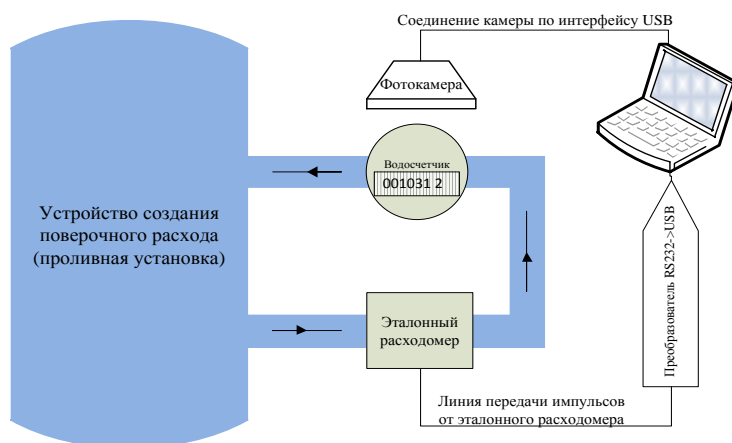 Соединение камеры по интерфейсу USB
Фотокамера
Водосчетчик
001031 2
Устройство создания
поверочного расхода
(проливная установка)
Эталонный
расходомер
Преобразователь RS232->USB
Линия передачи импульсов
от эталонного расходомера